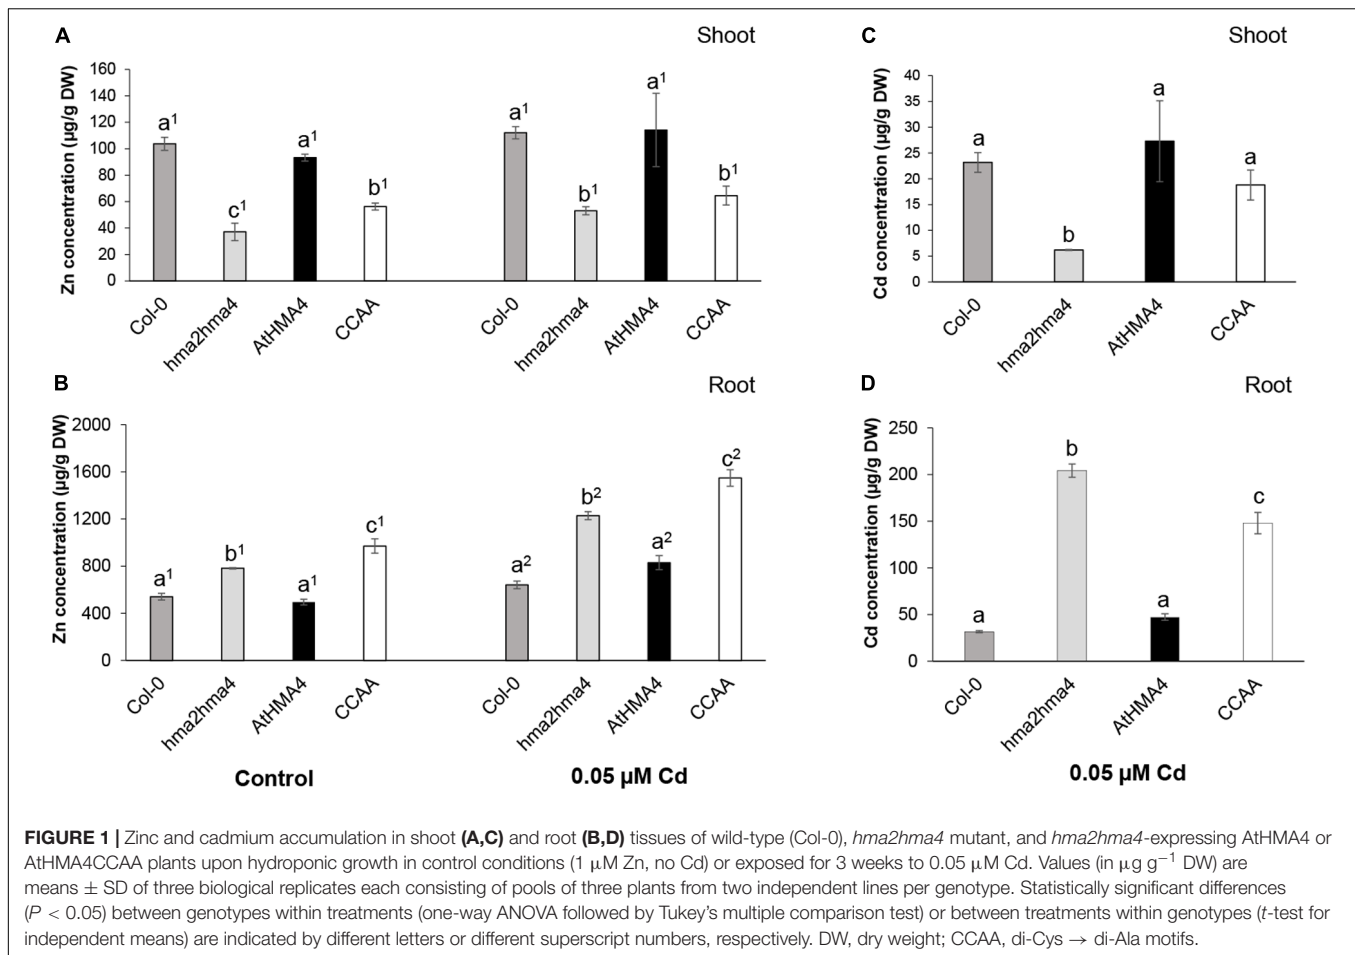 A
Shoot
Zn concentration (µg/g DW)
160
140
120
100
80
60
40
20
0
a1
c1
a1
b1
a1
b1
a1
b1
Col-0
hma2hma4
AtHMA4
CCAA
Col-0
hma2hma4
AtHMA4
CCAA
C
Shoot
Cd concentration (µg/g DW)
40
35
30
25
20
15
10
5
0
a
b
a
a
Col-0
hma2hma4
AtHMA4
CCAA
B
Root
Zn concentration (µg/g DW)
2000
1600
1200
800
400
0
a1
b1
a1
c1
a2
b2
a2
c2
Col-0
hma2hma4
AtHMA4
CCAA
Col-0
hma2hma4
AtHMA4
CCAA
Control
0.05 µM Cd
D
Root
Cd concentration (µg/g DW)
250
200
150
100
50
0
a
b
a
c
Col-0
hma2hma4
AtHMA4
CCAA
0.05 µM Cd
FIGURE 1 | Zinc and cadmium accumulation in shoot (A,C) and root (B,D) tissues of wild-type (Col-0), hma2hma4 mutant, and hma2hma4-expressing AtHMA4 or
AtHMA4CCAA plants upon hydroponic growth in control conditions (1 µM Zn, no Cd) or exposed for 3 weeks to 0.05 µM Cd. Values (in µg g−1 DW) are
means ± SD of three biological replicates each consisting of pools of three plants from two independent lines per genotype. Statistically significant differences
(P < 0.05) between genotypes within treatments (one-way ANOVA followed by Tukey's multiple comparison test) or between treatments within genotypes (t-test for
independent means) are indicated by different letters or different superscript numbers, respectively. DW, dry weight; CCAA, di-Cys → di-Ala motifs.